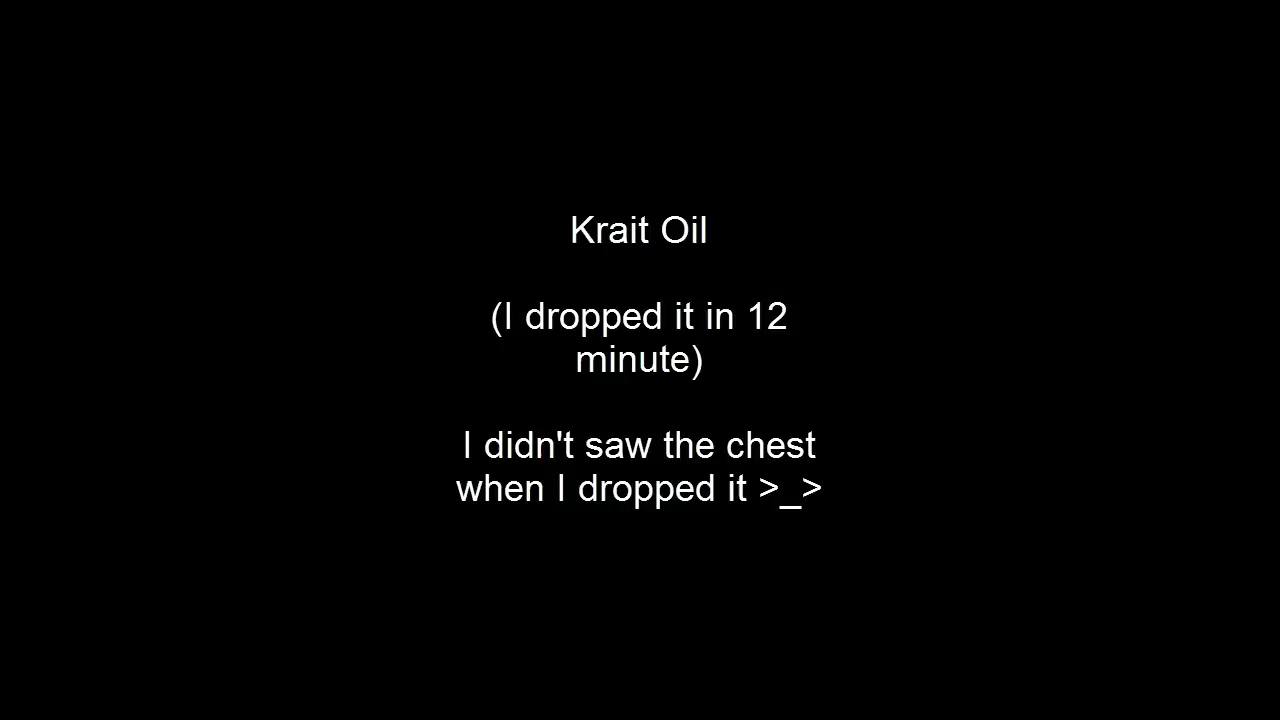 Krait Oil
(I dropped it in 12
minute)
I didn't saw the chest
when I dropped it >_>